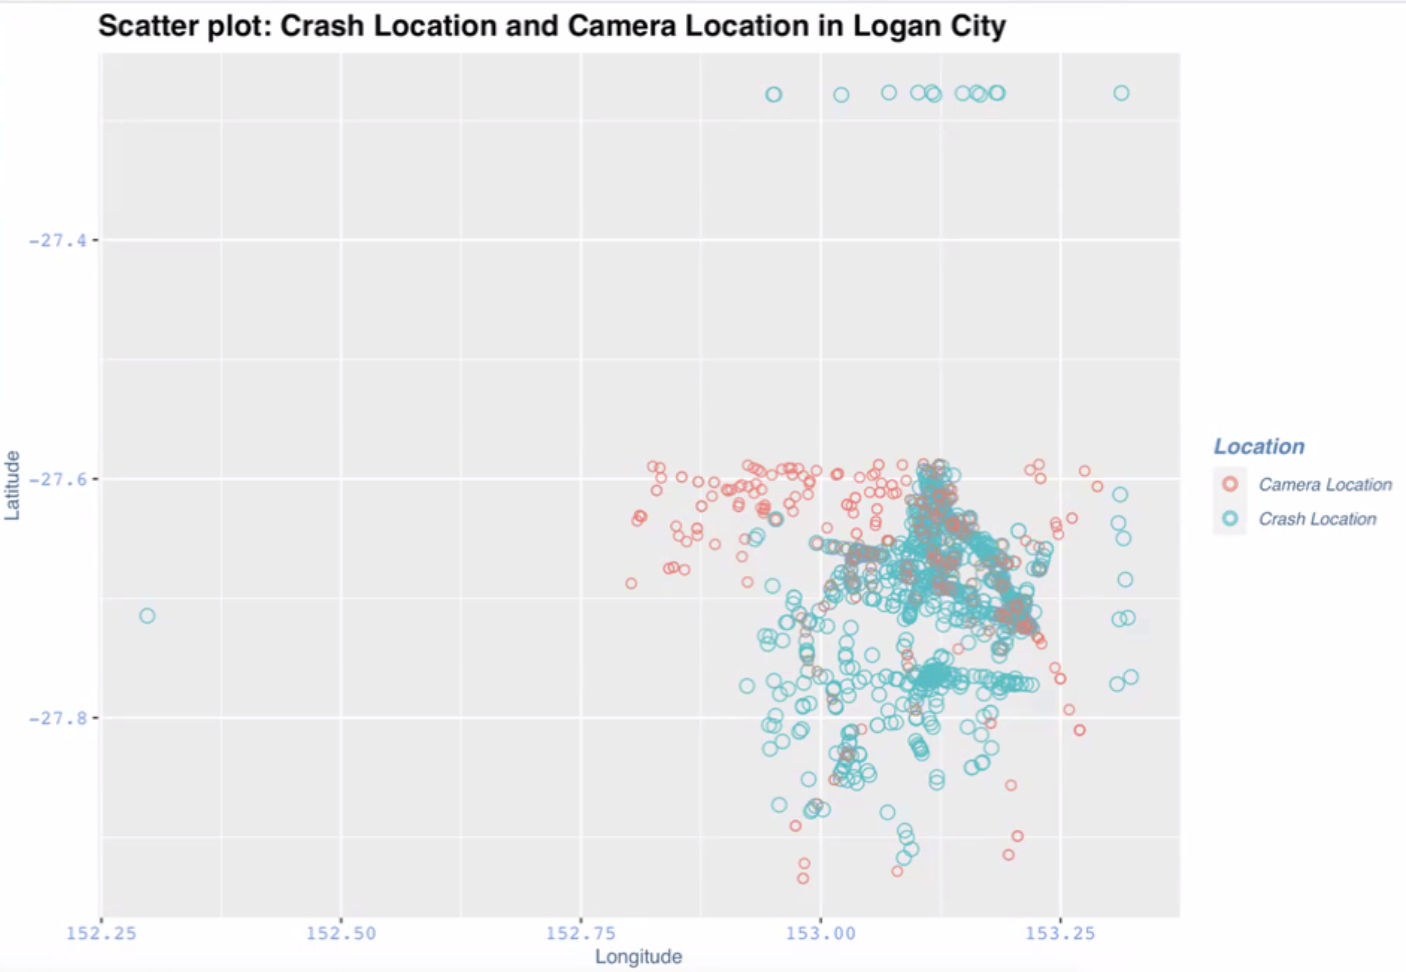 Scatter plot: Crash Location and Camera Location in Logan City
-27.4
-27.6
-27.8
Latitude
152.25 152.50 152.75 153.00 153.25
Longitude
Location
Camera Location
Crash Location